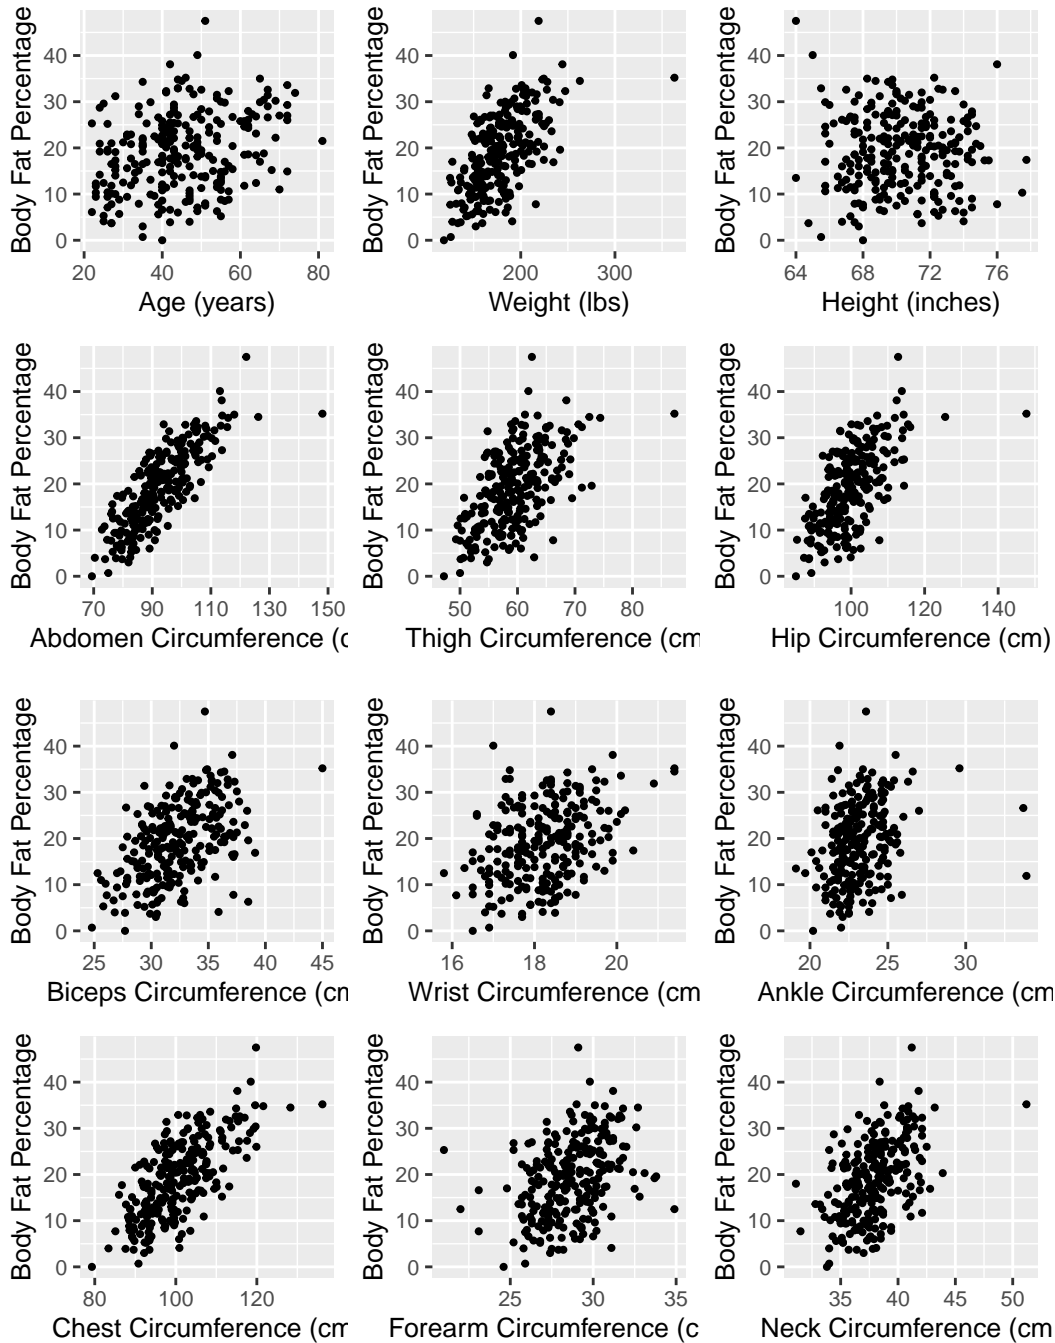 Body Fat Percentage
40
30
20
10
0
20 40 60 80
Age (years)
Body Fat Percentage
40
30
20
10
0
200 300
Weight (lbs)
Body Fat Percentage
40
30
20
10
0
64 68 72 76
Height (inches)
Body Fat Percentage
40
30
20
10
0
70 90 110 130 150
Abdomen Circumference (c
Body Fat Percentage
40
30
20
10
0
50 60 70 80
Thigh Circumference (cm
Body Fat Percentage
40
30
20
10
0
100 120 140
Hip Circumference (cm)
Body Fat Percentage
40
30
20
10
0
25 30 35 40 45
Biceps Circumference (cm
Body Fat Percentage
40
30
20
10
0
16 18 20
Wrist Circumference (cm
Body Fat Percentage
40
30
20
10
0
20 25 30
Ankle Circumference (cm
Body Fat Percentage
40
30
20
10
0
80 100 120
Chest Circumference (cm
Body Fat Percentage
40
30
20
10
0
25 30 35
Forearm Circumference (c
Body Fat Percentage
40
30
20
10
0
35 40 45 50
Neck Circumference (cm